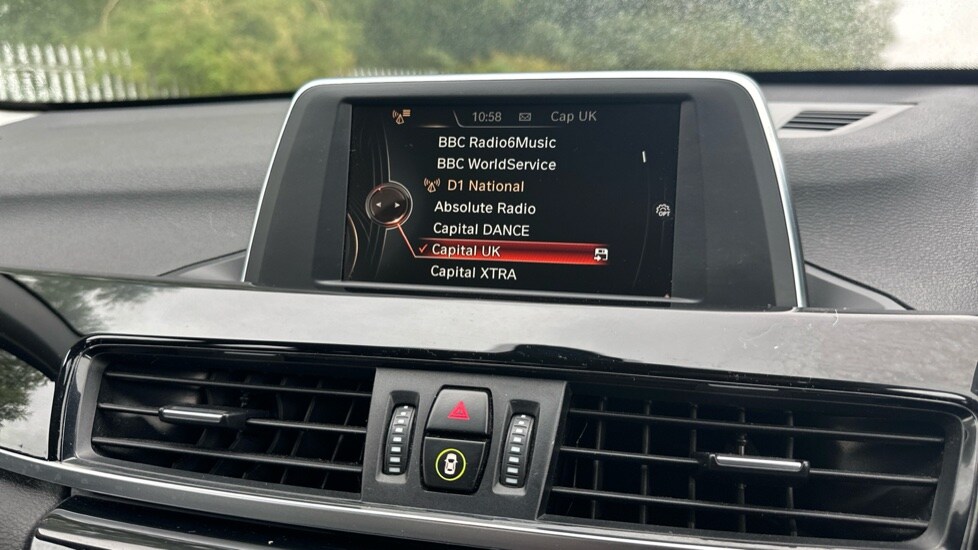 10:58 Cap UK
BBC Radio6Music
BBC WorldService
D1 National
Absolute Radio
Capital DANCE
Capital UK
Capital XTRA
OPT